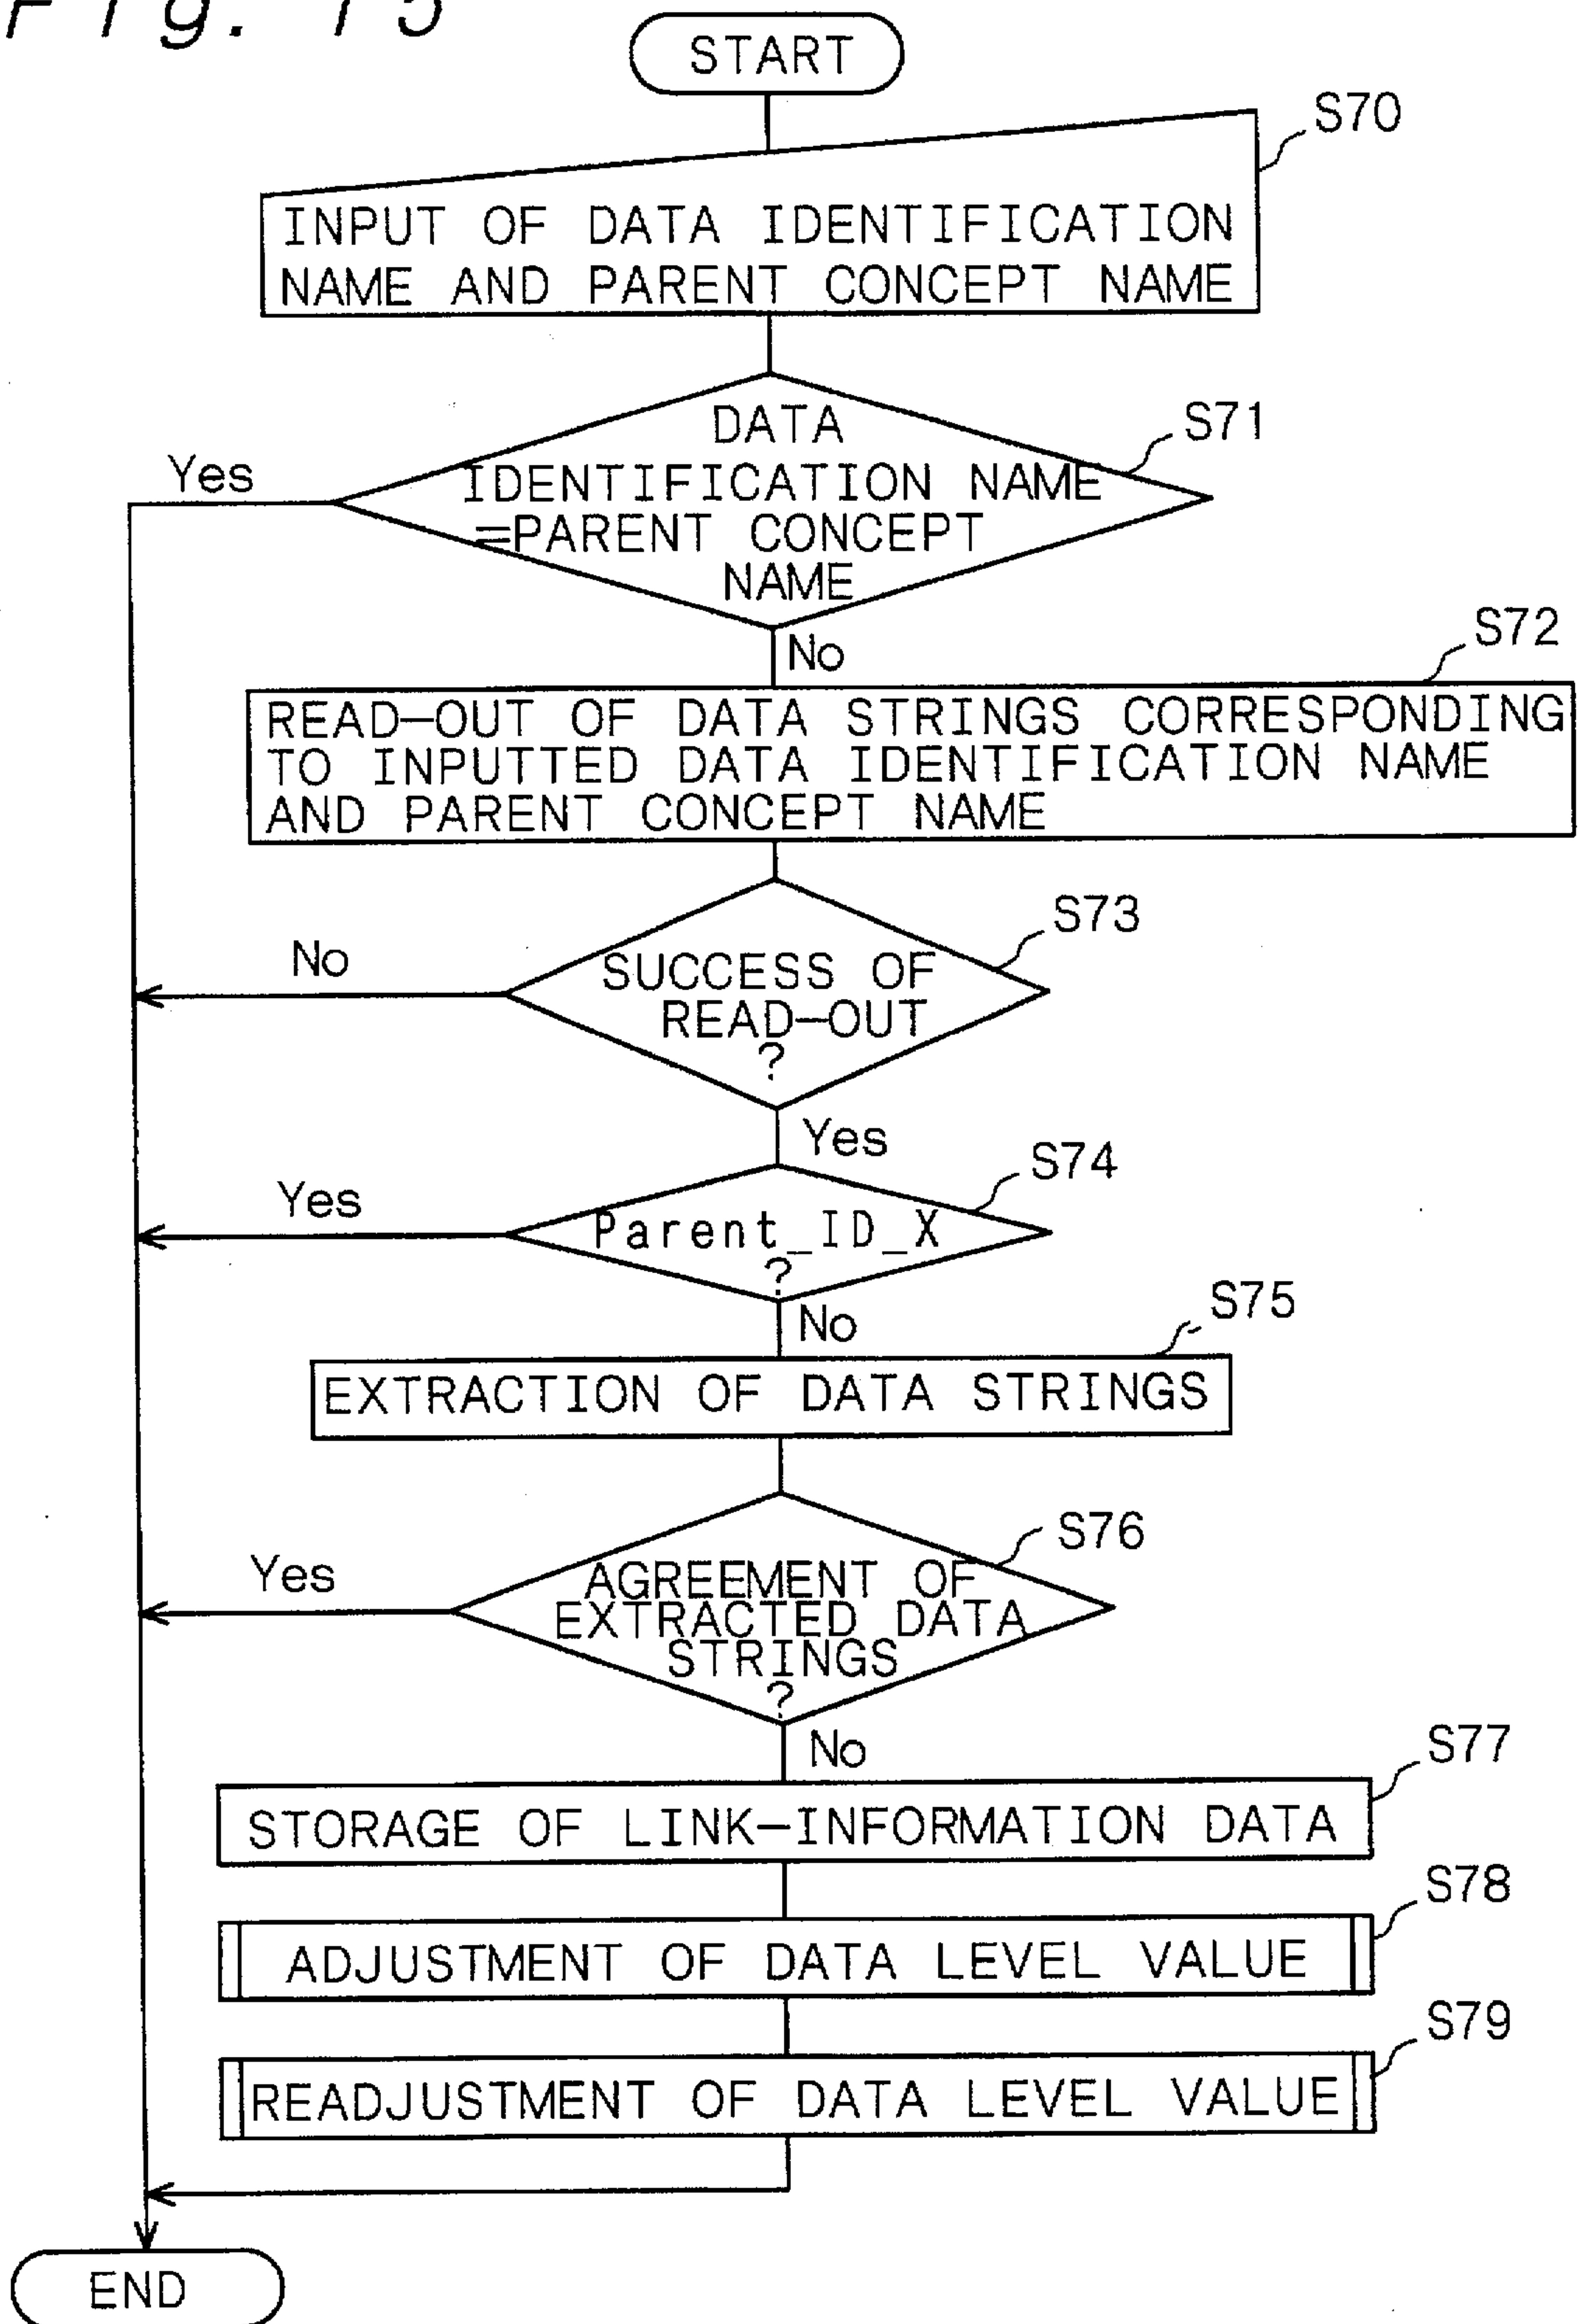 Fig. 15
START
S70
INPUT OF DATA IDENTIFICATION
NAME AND PARENT CONCEPT NAME
S71
DATA
Yes
IDENTIFICATION NAME
=PARENT CONCEPT
NAME
No
S72
READ-OUT OF DATA STRINGS CORRESPONDING
TO INPUTTED DATA IDENTIFICATION NAME
AND PARENT CONCEPT NAME
S73
No
SUCCESS OF
READ-OUT
?
Yes
S74
Yes
Parent_ID_X
?
No
S75
EXTRACTION OF DATA STRINGS
S76
Yes
AGREEMENT OF
EXTRACTED DATA
STRINGS
?
No
S77
STORAGE OF LINK-INFORMATION DATA
S78
ADJUSTMENT OF DATA LEVEL VALUE
S79
READJUSTMENT OF DATA LEVEL VALUE
END